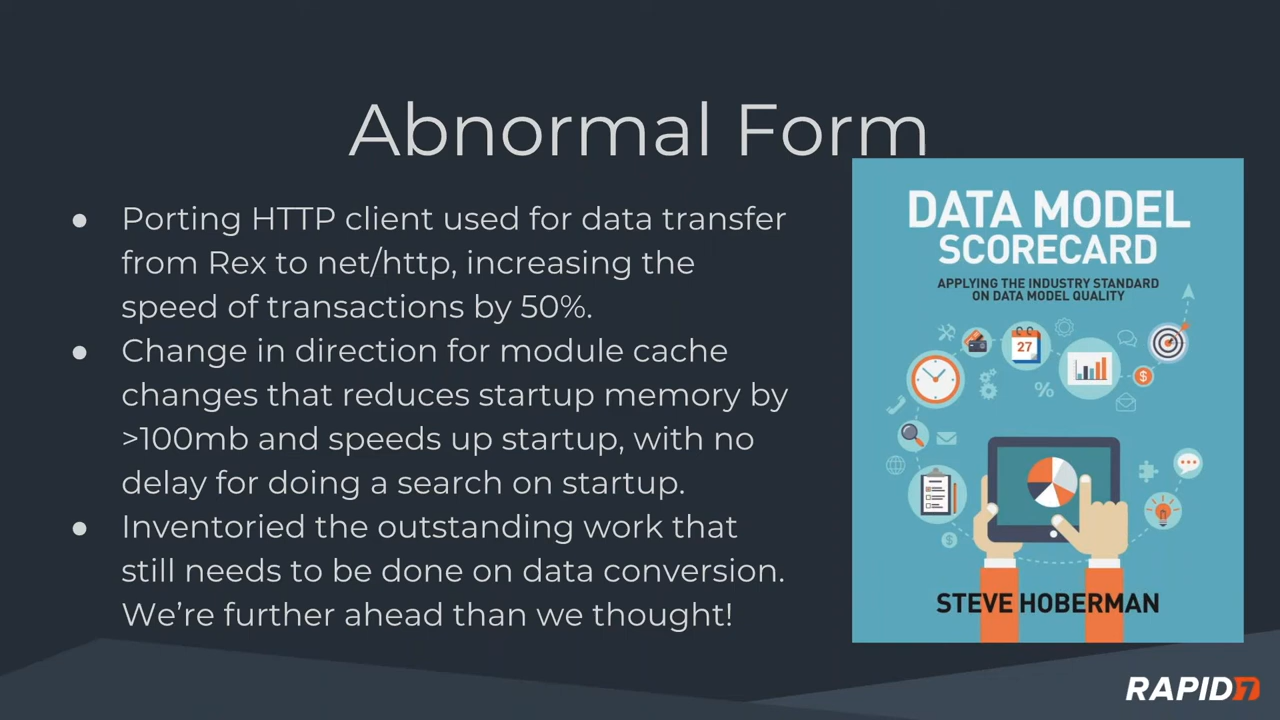 Abnormal Form
● Porting HTTP client used for data transfer
from Rex to net/http, increasing the
speed of transactions by 50%.
● Change in direction for module cache
changes that reduces startup memory by
>100mb and speeds up startup, with no
delay for doing a search on startup.
● Inventoried the outstanding work that
still needs to be done on data conversion.
We’re further ahead than we thought!
DATA MODEL
SCORECARD
APPLYING THE INDUSTRY STANDARD
ON DATA MODEL QUALITY
27
$
%
$
STEVE HOBERMAN
RAPID7